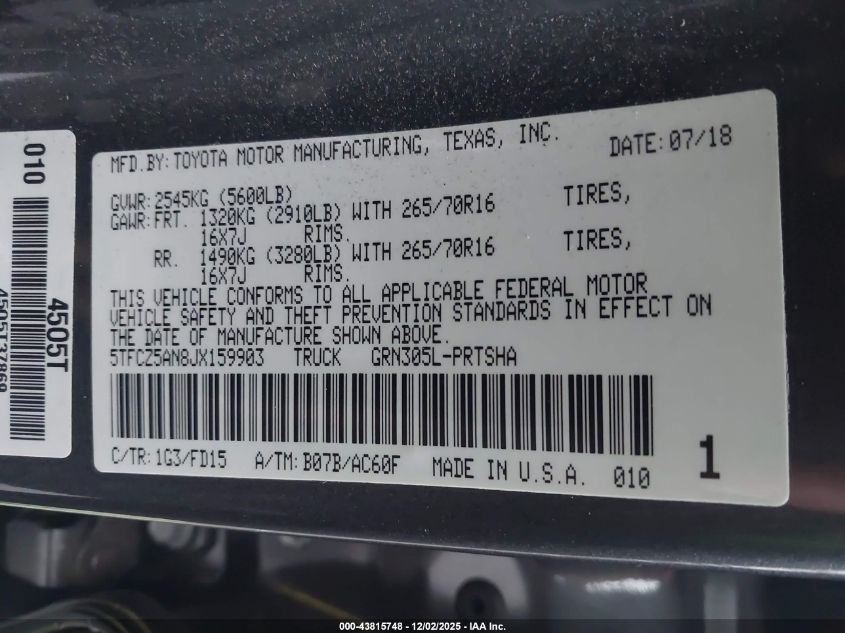 MFD.BY:TOYOTA MOTOR MANUFACTURING, TEXAS, INC. DATE:07/18
GVWR:2545KG (5600LB)
GAWR:FRT. 1320KG (2910LB) WITH 265/70R16 TIRES,
16X7J RIMS.
RR. 1490KG (3280LB) WITH 265/70R16 TIRES,
16X7J RIMS.
THIS VEHICLE CONFORMS TO ALL APPLICABLE FEDERAL MOTOR
VEHICLE SAFETY AND THEFT PREVENTION STANDARDS IN EFFECT ON
THE DATE OF MANUFACTURE SHOWN ABOVE.
5TFCZ5AN8JX159903 TRUCK GRN305L-PRTSHA
C/TR:1G3/FD15 A/TM:B07B/AC60F MADE IN U.S.A. 010
1
010
4505T
4505T37869
000-43815748 - 12/02/2025 - IAA Inc.